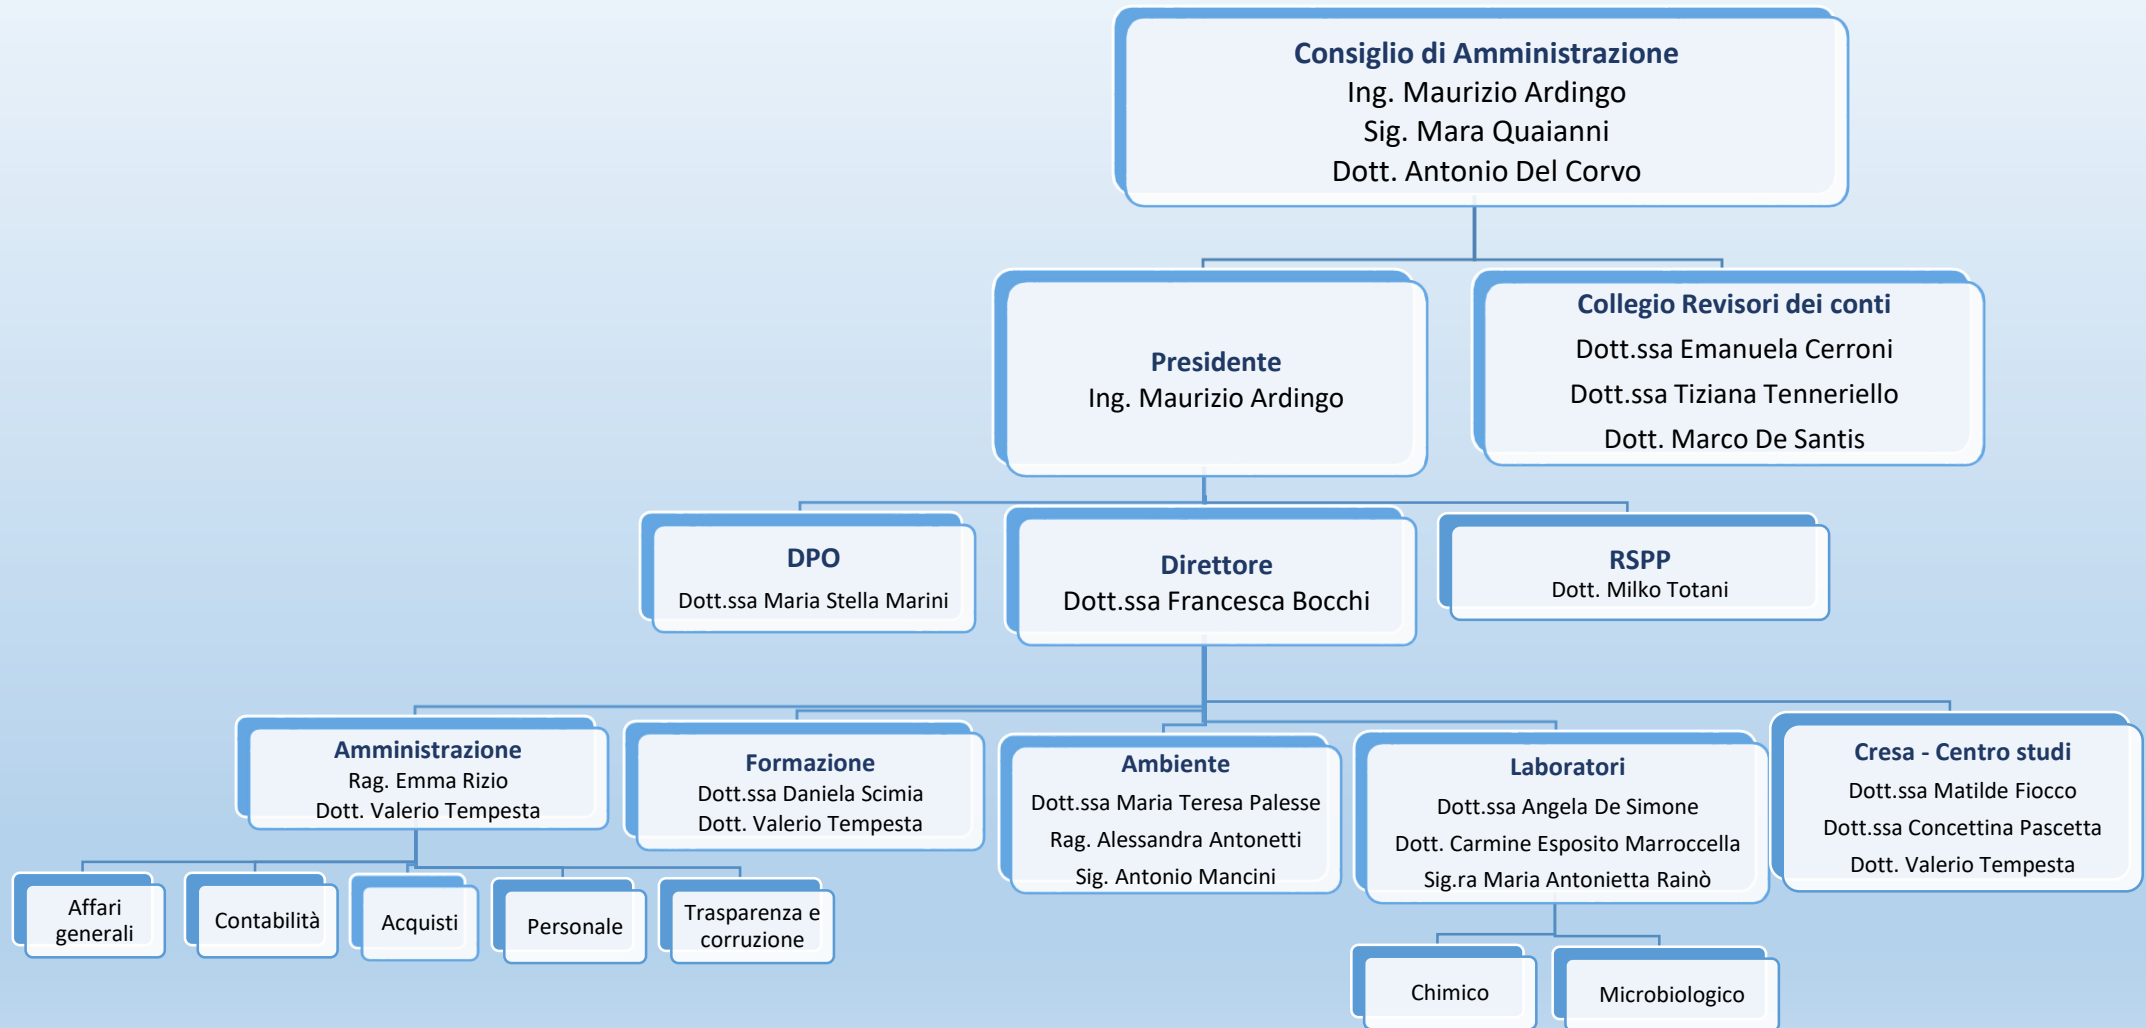 Consiglio di Amministrazione
Ing. Maurizio Ardingo
Sig. Mara Quaianni
Dott. Antonio Del Corvo
Presidente
Ing. Maurizio Ardingo
Collegio Revisori dei conti
Dott.ssa Emanuela Cerroni
Dott.ssa Tiziana Tenneriello
Dott. Marco De Santis
DPO
Dott.ssa Maria Stella Marini
Direttore
Dott.ssa Francesca Bocchi
RSPP
Dott. Milko Totani
Amministrazione
Rag. Emma Rizio
Dott. Valerio Tempesta
Formazione
Dott.ssa Daniela Scimia
Dott. Valerio Tempesta
Ambiente
Dott.ssa Maria Teresa Palesse
Rag. Alessandra Antonetti
Sig. Antonio Mancini
Laboratori
Dott.ssa Angela De Simone
Dott. Carmine Esposito Marroccella
Sig.ra Maria Antonietta Rainò
Cresa - Centro studi
Dott.ssa Matilde Fiocco
Dott.ssa Concettina Pascetta
Dott. Valerio Tempesta
Affari
generali
Contabilità
Acquisti
Personale
Trasparenza e
corruzione
Chimico
Microbiologico